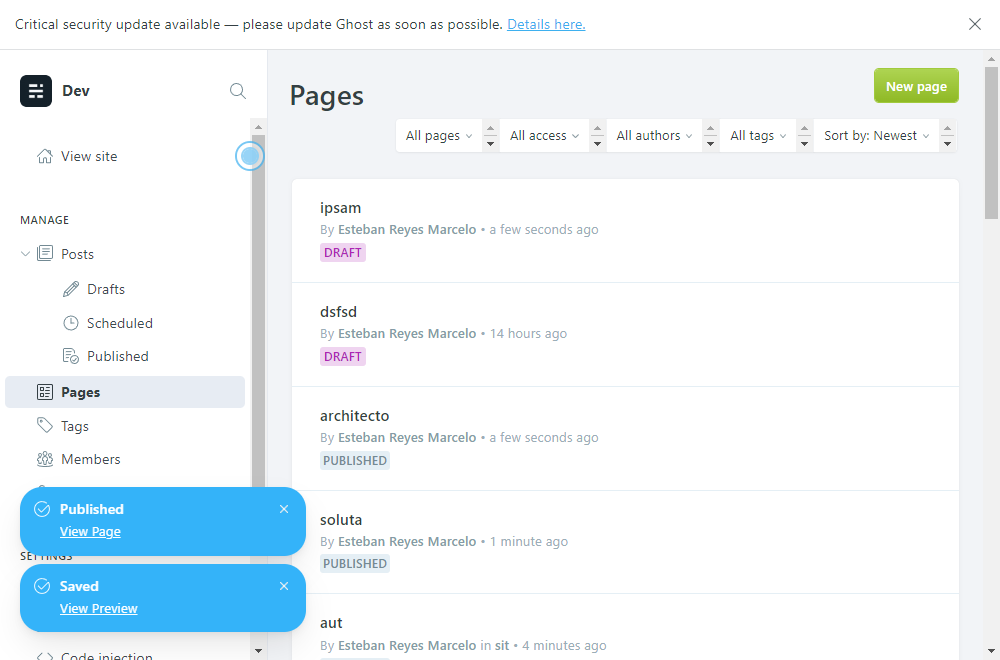 Critical security update available — please update Ghost as soon as possible. Details here.
Dev
View site
MANAGE
Posts
Drafts
Scheduled
Published
Pages
Tags
Members
Published
View Page
SETTINGS
Saved
View Preview
Code injection
Pages
New page
All pages
All access
All authors
All tags
Sort by: Newest
ipsam
By Esteban Reyes Marcelo • a few seconds ago
DRAFT
dsfsd
By Esteban Reyes Marcelo • 14 hours ago
DRAFT
architecto
By Esteban Reyes Marcelo • a few seconds ago
PUBLISHED
soluta
By Esteban Reyes Marcelo • 1 minute ago
PUBLISHED
aut
By Esteban Reyes Marcelo in sit • 4 minutes ago